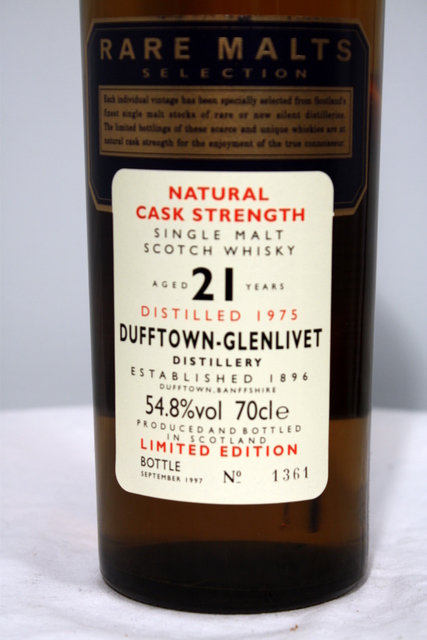 RARE MALTS
SELECTION
Each individual vintage has been specially selected from Scotland's
finest single malt stocks of rare or now silent distilleries.
The limited bottlings of these scarce and unique whiskies are at
natural cask strength for the enjoyment of the true connoisseur.
NATURAL
CASK STRENGTH
SINGLE MALT
SCOTCH WHISKY
AGED 21 YEARS
DISTILLED 1975
DUFFTOWN-GLENLIVET
DISTILLERY
ESTABLISHED 1896
DUFFTOWN, BANFFSHIRE
54.8%vol 70cl e
PRODUCED AND BOTTLED
IN SCOTLAND
LIMITED EDITION
BOTTLE
SEPTEMBER 1997 Nº 1361